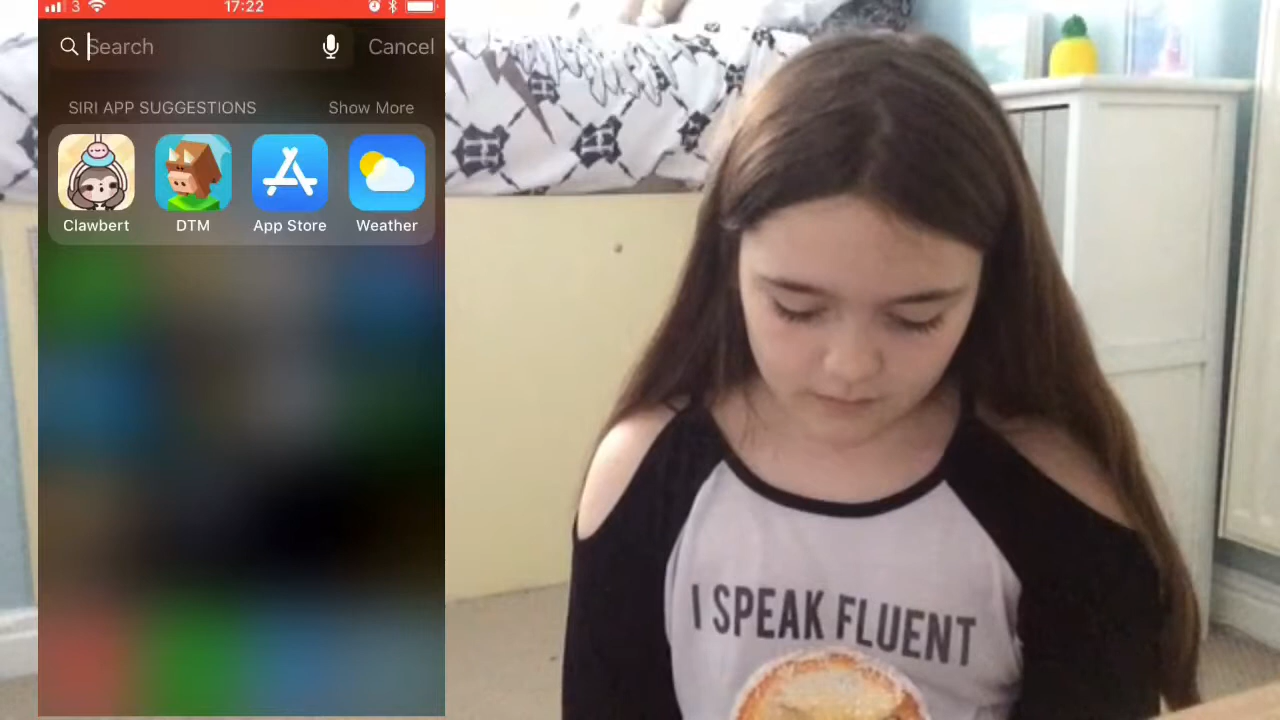 3 17:22
Search Cancel
SIRI APP SUGGESTIONS Show More
Clawbert DTM App Store Weather
I SPEAK FLUENT